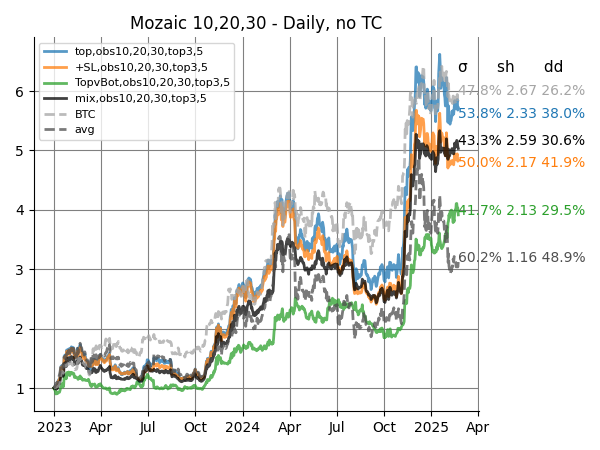 Mozaic 10,20,30 - Daily, no TC
top,obs10,20,30,top3,5
+SL,obs10,20,30,top3,5
TopvBot,obs10,20,30,top3,5
mix,obs10,20,30,top3,5
BTC
avg
σ sh dd
47.8% 2.67 26.2%
53.8% 2.33 38.0%
43.3% 2.59 30.6%
50.0% 2.17 41.9%
41.7% 2.13 29.5%
60.2% 1.16 48.9%
6
5
4
3
2
1
2023 Apr Jul Oct 2024 Apr Jul Oct 2025 Apr